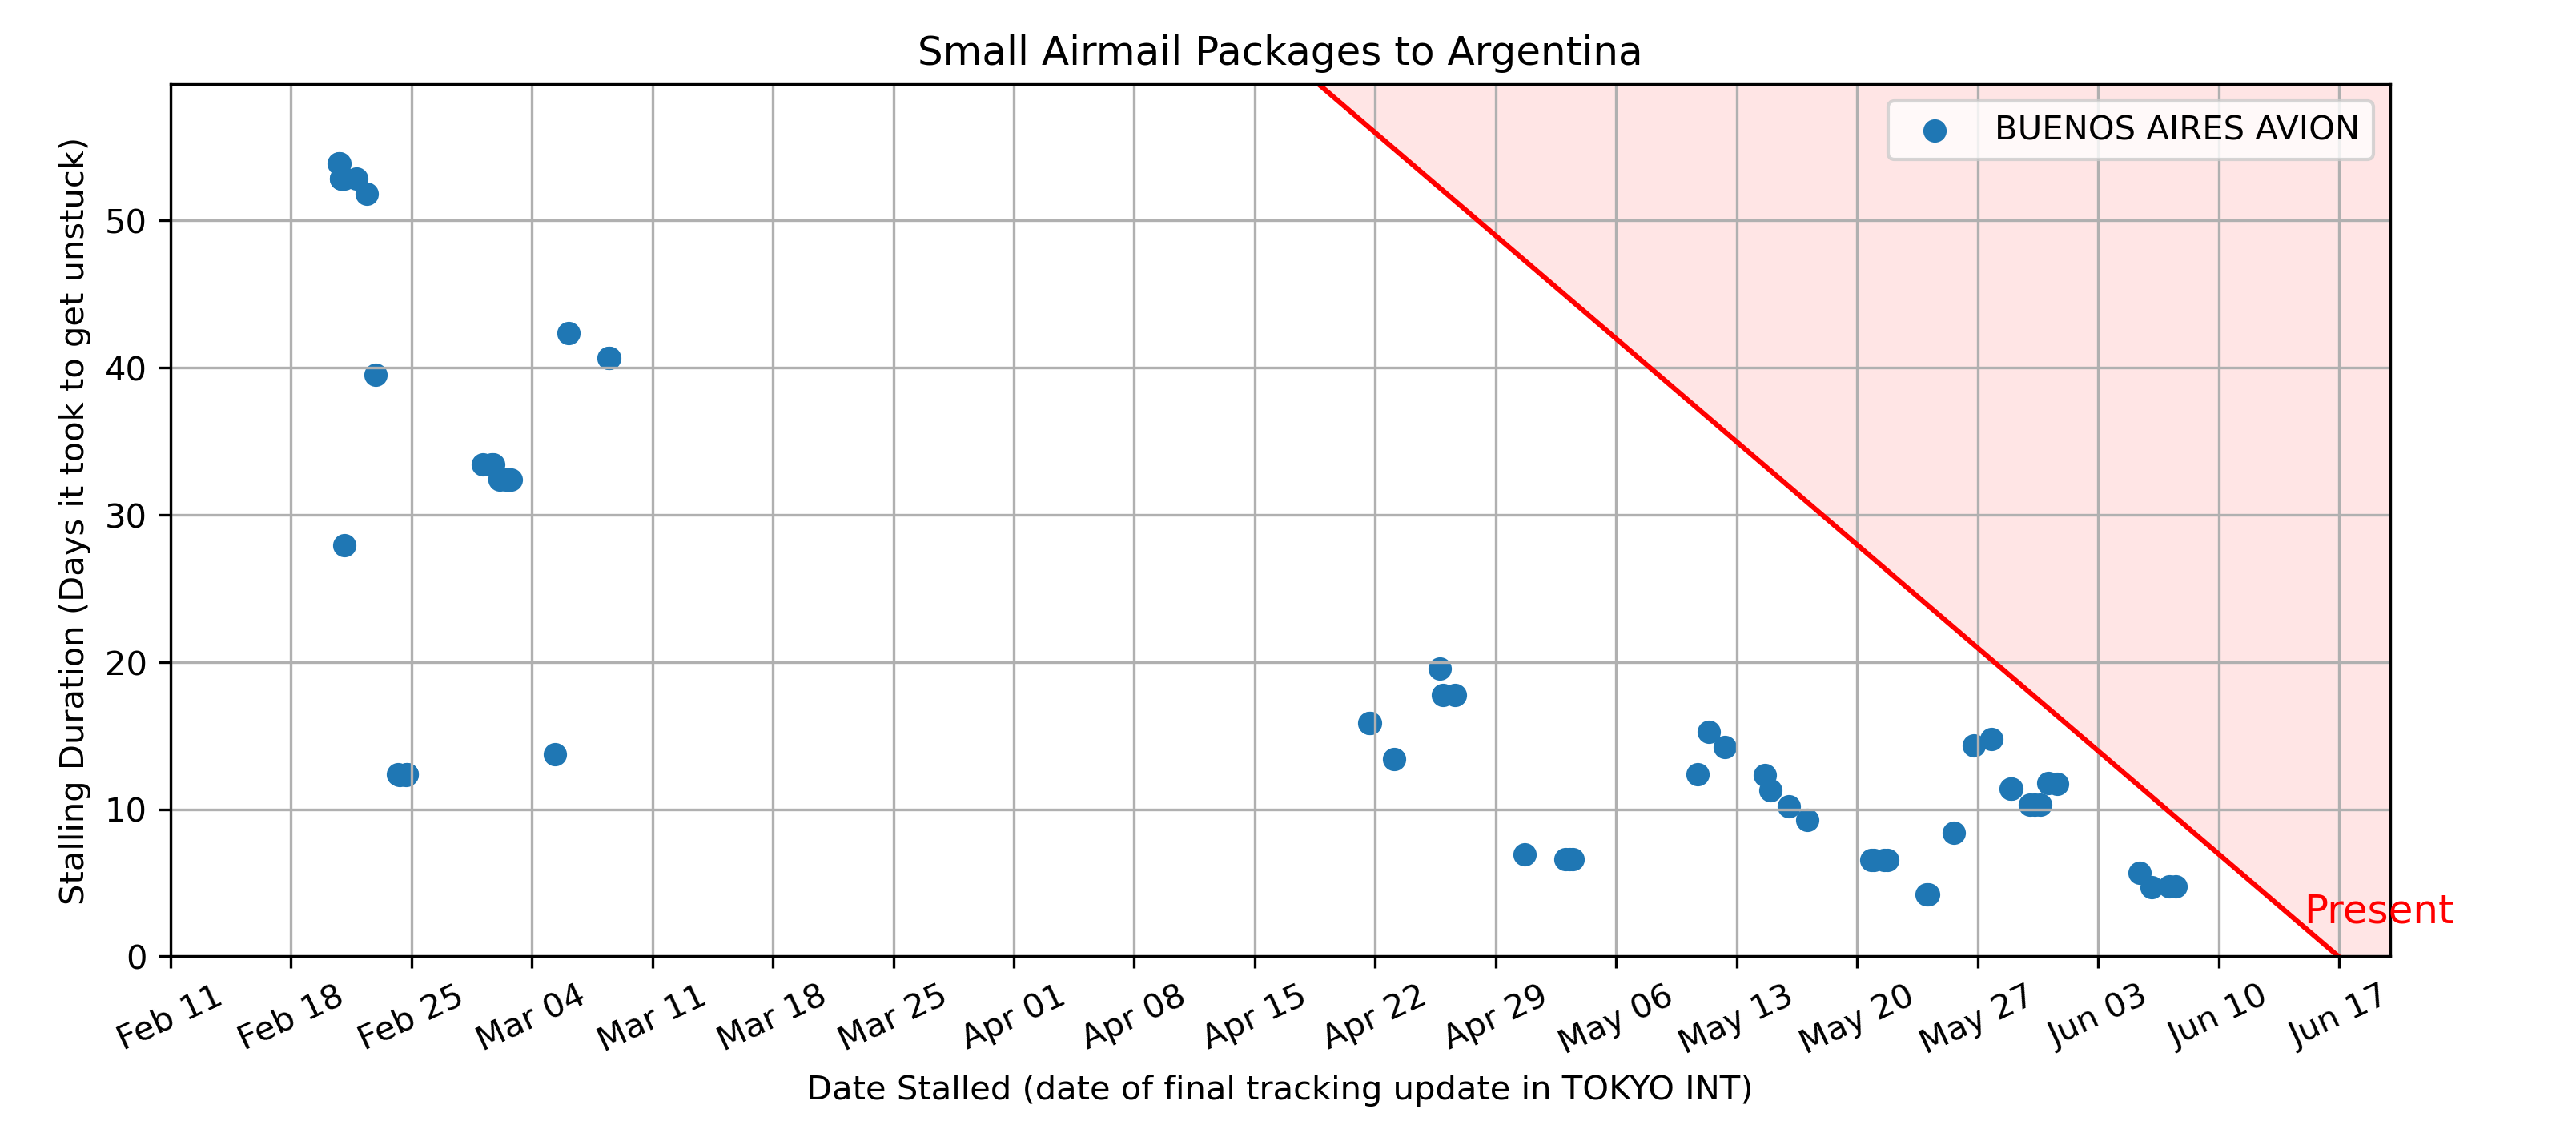 Small Airmail Packages to Argentina
BUENOS AIRES AVION
Stalling Duration (Days it took to get unstuck)
50
40
30
20
10
0
Present
Feb 11
Feb 18
Feb 25
Mar 04
Mar 11
Mar 18
Mar 25
Apr 01
Apr 08
Apr 15
Apr 22
Apr 29
May 06
May 13
May 20
May 27
Jun 03
Jun 10
Jun 17
Date Stalled (date of final tracking update in TOKYO INT)